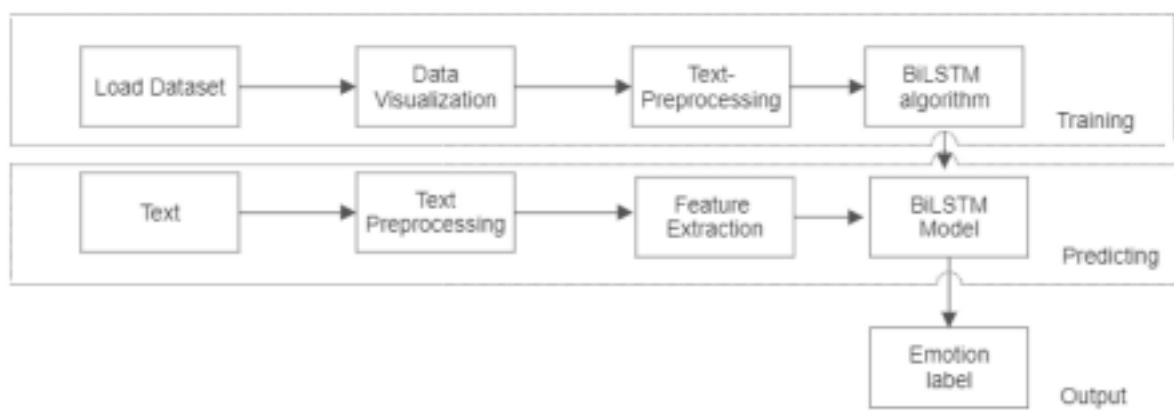 Load Dataset
Data
Visualization
Text-
Preprocessing
BiLSTM
algorithm
Training
Text
Text
Preprocessing
Feature
Extraction
BiLSTM
Model
Predicting
Emotion
label
Output